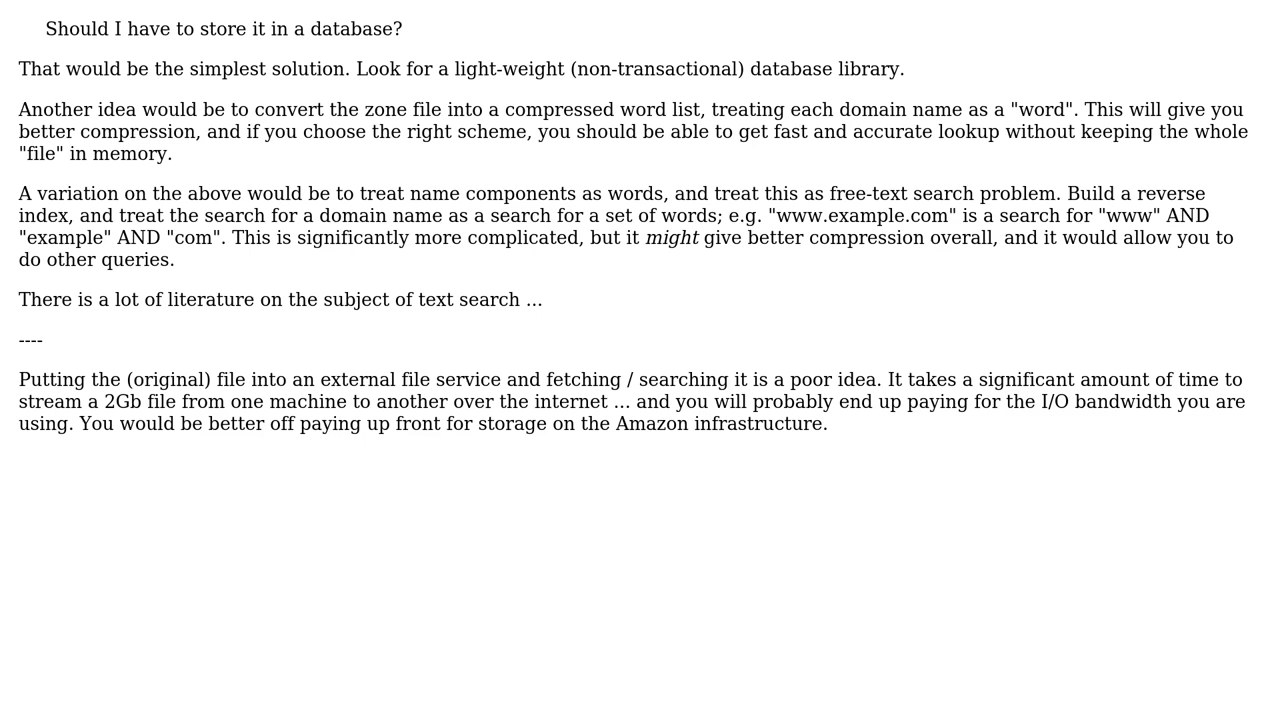 Should I have to store it in a database?
That would be the simplest solution. Look for a light-weight (non-transactional) database library.
Another idea would be to convert the zone file into a compressed word list, treating each domain name as a "word". This will give you
better compression, and if you choose the right scheme, you should be able to get fast and accurate lookup without keeping the whole
"file" in memory.
A variation on the above would be to treat name components as words, and treat this as free-text search problem. Build a reverse
index, and treat the search for a domain name as a search for a set of words; e.g. "www.example.com" is a search for "www" AND
"example" AND "com". This is significantly more complicated, but it might give better compression overall, and it would allow you to
do other queries.
There is a lot of literature on the subject of text search ...
----
Putting the (original) file into an external file service and fetching / searching it is a poor idea. It takes a significant amount of time to
stream a 2Gb file from one machine to another over the internet ... and you will probably end up paying for the I/O bandwidth you are
using. You would be better off paying up front for storage on the Amazon infrastructure.